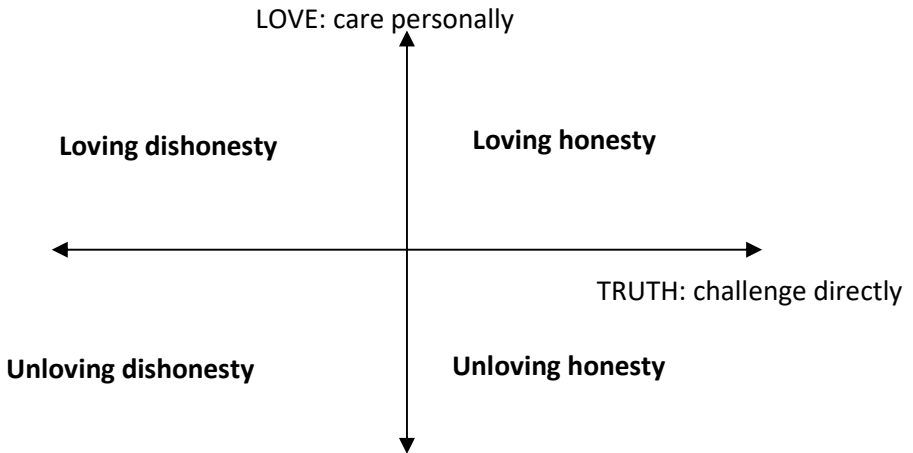 LOVE: care personally
Loving dishonesty
Loving honesty
TRUTH: challenge directly
Unloving dishonesty
Unloving honesty